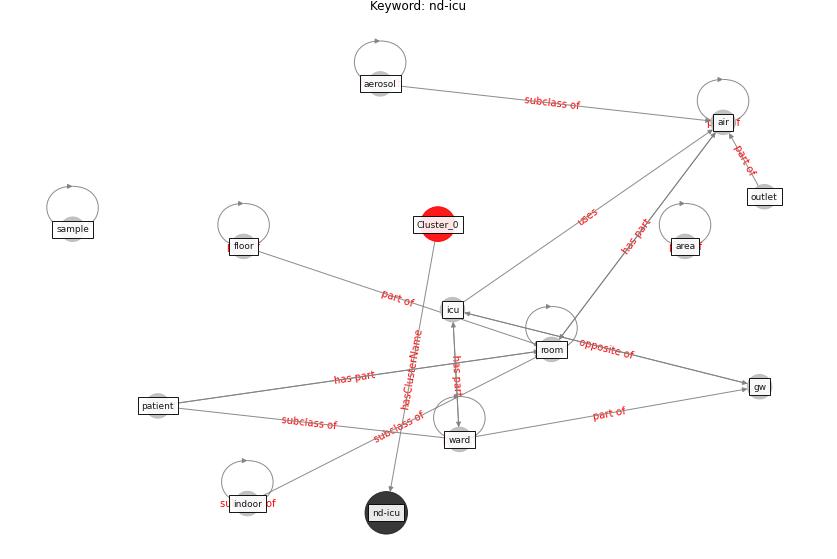 Keyword: nd-icu
aerosol
subclass of
air
part of
outlet
sample
uses
has part
floor
Cluster_0
area
part of
icu
opposite of
room
hasClusterName
has part
has part
gw
patient
subclass of
subclass of
part of
ward
indoor
nd-icu